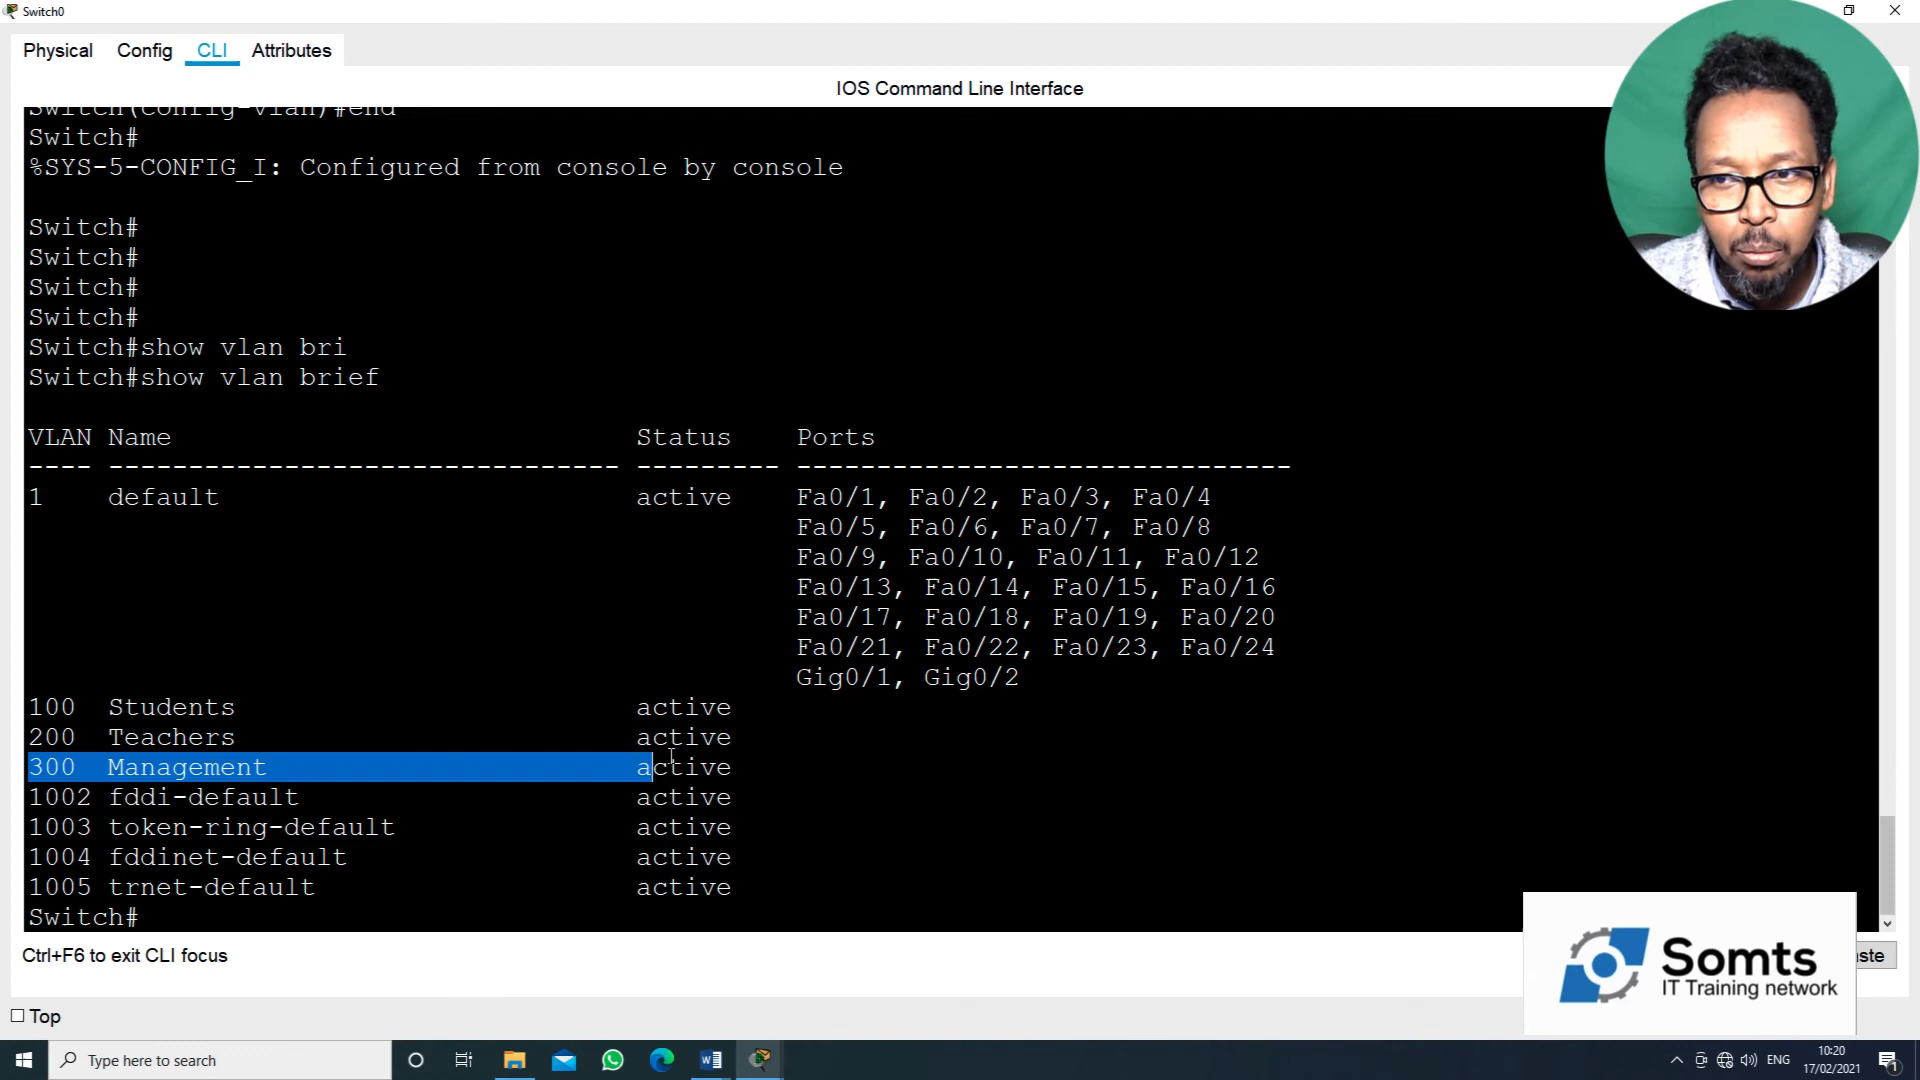 Switch0
Physical Config CLI Attributes
IOS Command Line Interface
Switch(config-vlan)#end
Switch#
%SYS-5-CONFIG_I: Configured from console by console
Switch#
Switch#
Switch#
Switch#
Switch#show vlan bri
Switch#show vlan brief
VLAN Name Status Ports
---- -------------------------------- --------- -------------------------------
1 default active Fa0/1, Fa0/2, Fa0/3, Fa0/4
Fa0/5, Fa0/6, Fa0/7, Fa0/8
Fa0/9, Fa0/10, Fa0/11, Fa0/12
Fa0/13, Fa0/14, Fa0/15, Fa0/16
Fa0/17, Fa0/18, Fa0/19, Fa0/20
Fa0/21, Fa0/22, Fa0/23, Fa0/24
Gig0/1, Gig0/2
100 Students active
200 Teachers active
300 Management active
1002 fddi-default active
1003 token-ring-default active
1004 fddinet-default active
1005 trnet-default active
Switch#
Ctrl+F6 to exit CLI focus
Somts
IT Training network
Top
Type here to search
ENG
10:20
17/02/2021
1